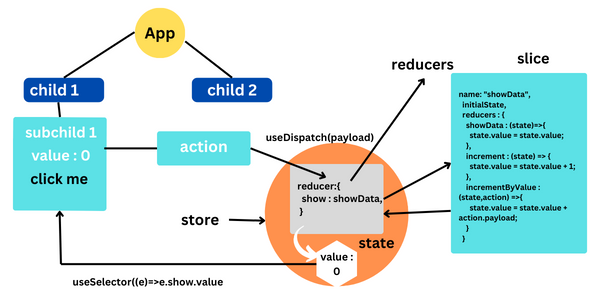 App
child 1
child 2
subchild 1
value : 0
click me
action
useDispatch(payload)
reducers
slice
name: "showData",
initialState,
reducers : {
showData : (state)=>{
state.value = state.value;
},
increment : (state) => {
state.value = state.value + 1;
},
incrementByValue :
(state,action) =>{
state.value = state.value +
action.payload;
}
}
reducer:{
show : showData,
}
store
state
value :
0
useSelector((e)=>e.show.value